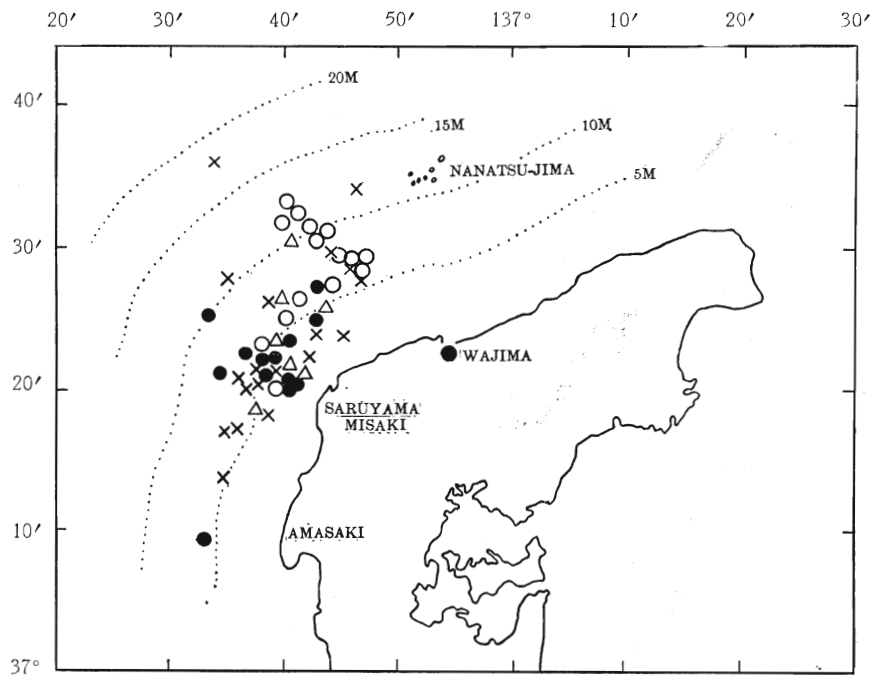 20′ 30′ 40′ 50′ 137° 10′ 20′ 30′
40′
20M
15M
10M
NANATSU-JIMA
5M
30′
WAJIMA
20′
SARUYAMA
MISAKI
10′
AMASAKI
37°